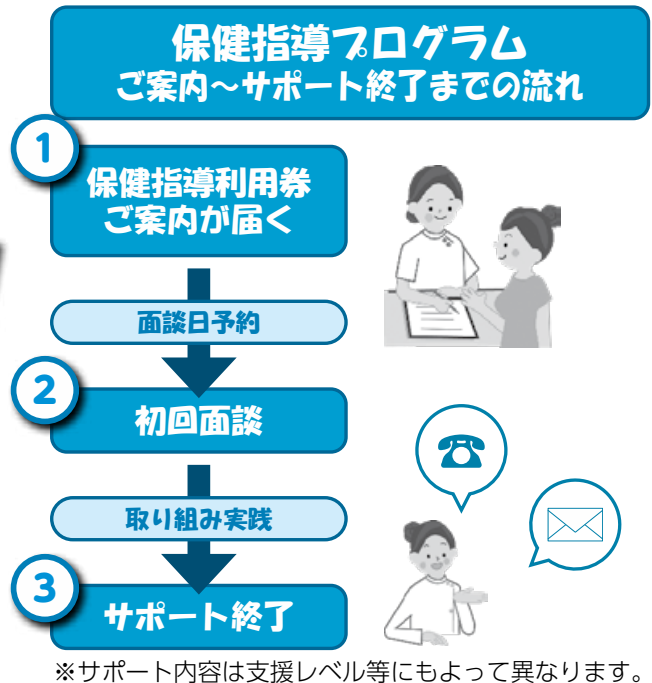 保健指導プログラム
ご案内~サポート終了までの流れ
1
保健指導利用券
ご案内が届く
面談日予約
2
初回面談
取り組み実践
3
サポート終了
※サポート内容は支援レベル等にもよって異なります。